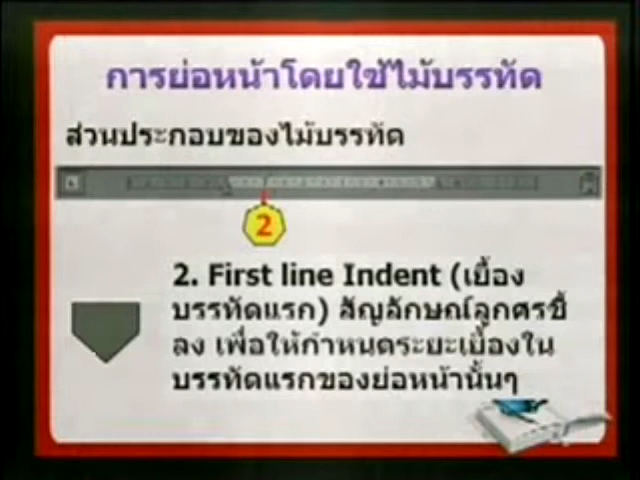 การย่อหน้าโดยใช้ไม้บรรทัด
ส่วนประกอบของไม้บรรทัด
2
2. First line Indent (เยื้อง
บรรทัดแรก) สัญลักษณ์ลูกศรชี้
ลง เพื่อให้กำหนดระยะเยื้องใน
บรรทัดแรกของย่อหน้านั้นๆ